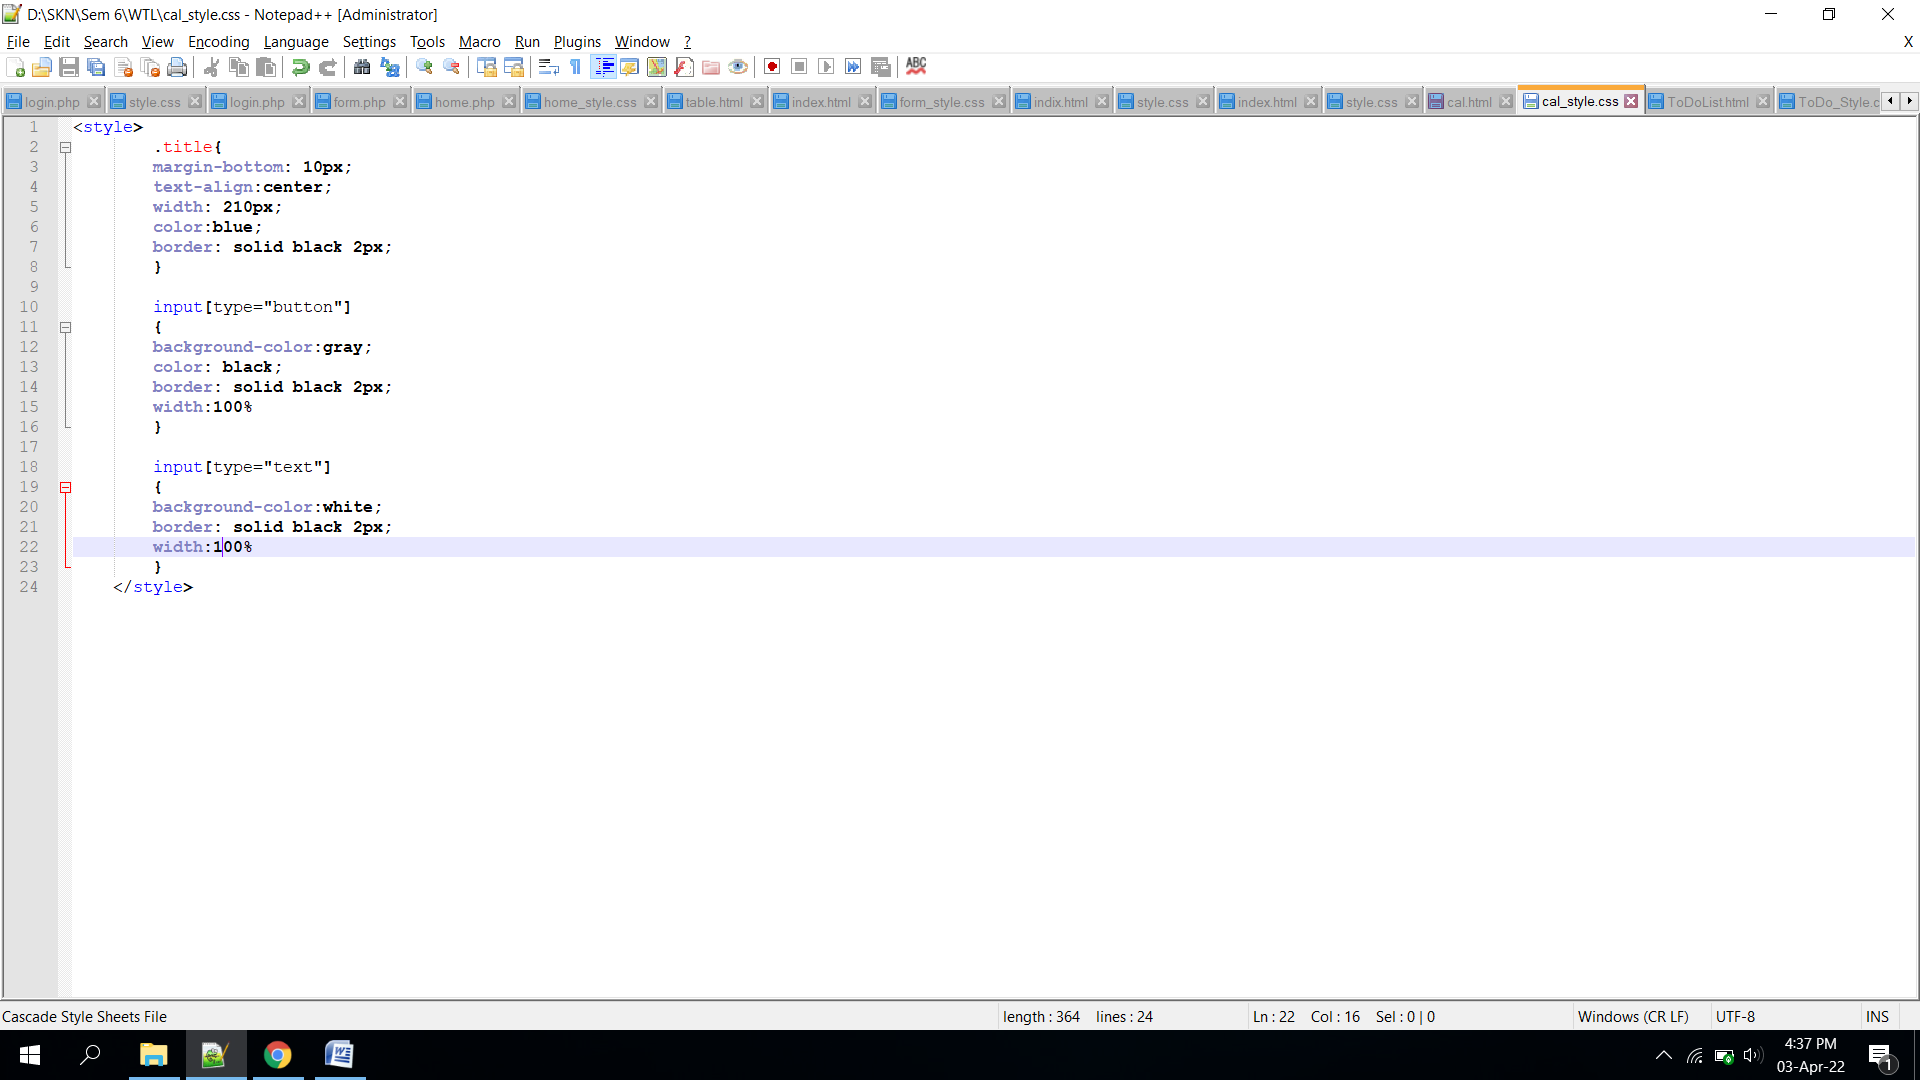 D:\SKN\Sem 6\WTL\cal_style.css - Notepad++ [Administrator]
File Edit Search View Encoding Language Settings Tools Macro Run Plugins Window ? X
ABC
login.php style.css login.php form.php home.php home_style.css table.html index.html form_style.css indix.html style.css index.html style.css cal.html cal_style.css ToDoList.html ToDo_Style.c
1 <style>
2 .title{
3 margin-bottom: 10px;
4 text-align:center;
5 width: 210px;
6 color:blue;
7 border: solid black 2px;
8 }
9
10 input[type="button"]
11 {
12 background-color:gray;
13 color: black;
14 border: solid black 2px;
15 width:100%
16 }
17
18 input[type="text"]
19 {
20 background-color:white;
21 border: solid black 2px;
22 width:100%
23 }
24 </style>
Cascade Style Sheets File length : 364 lines : 24 Ln : 22 Col : 16 Sel : 0 | 0 Windows (CR LF) UTF-8 INS
4:37 PM
03-Apr-22
1